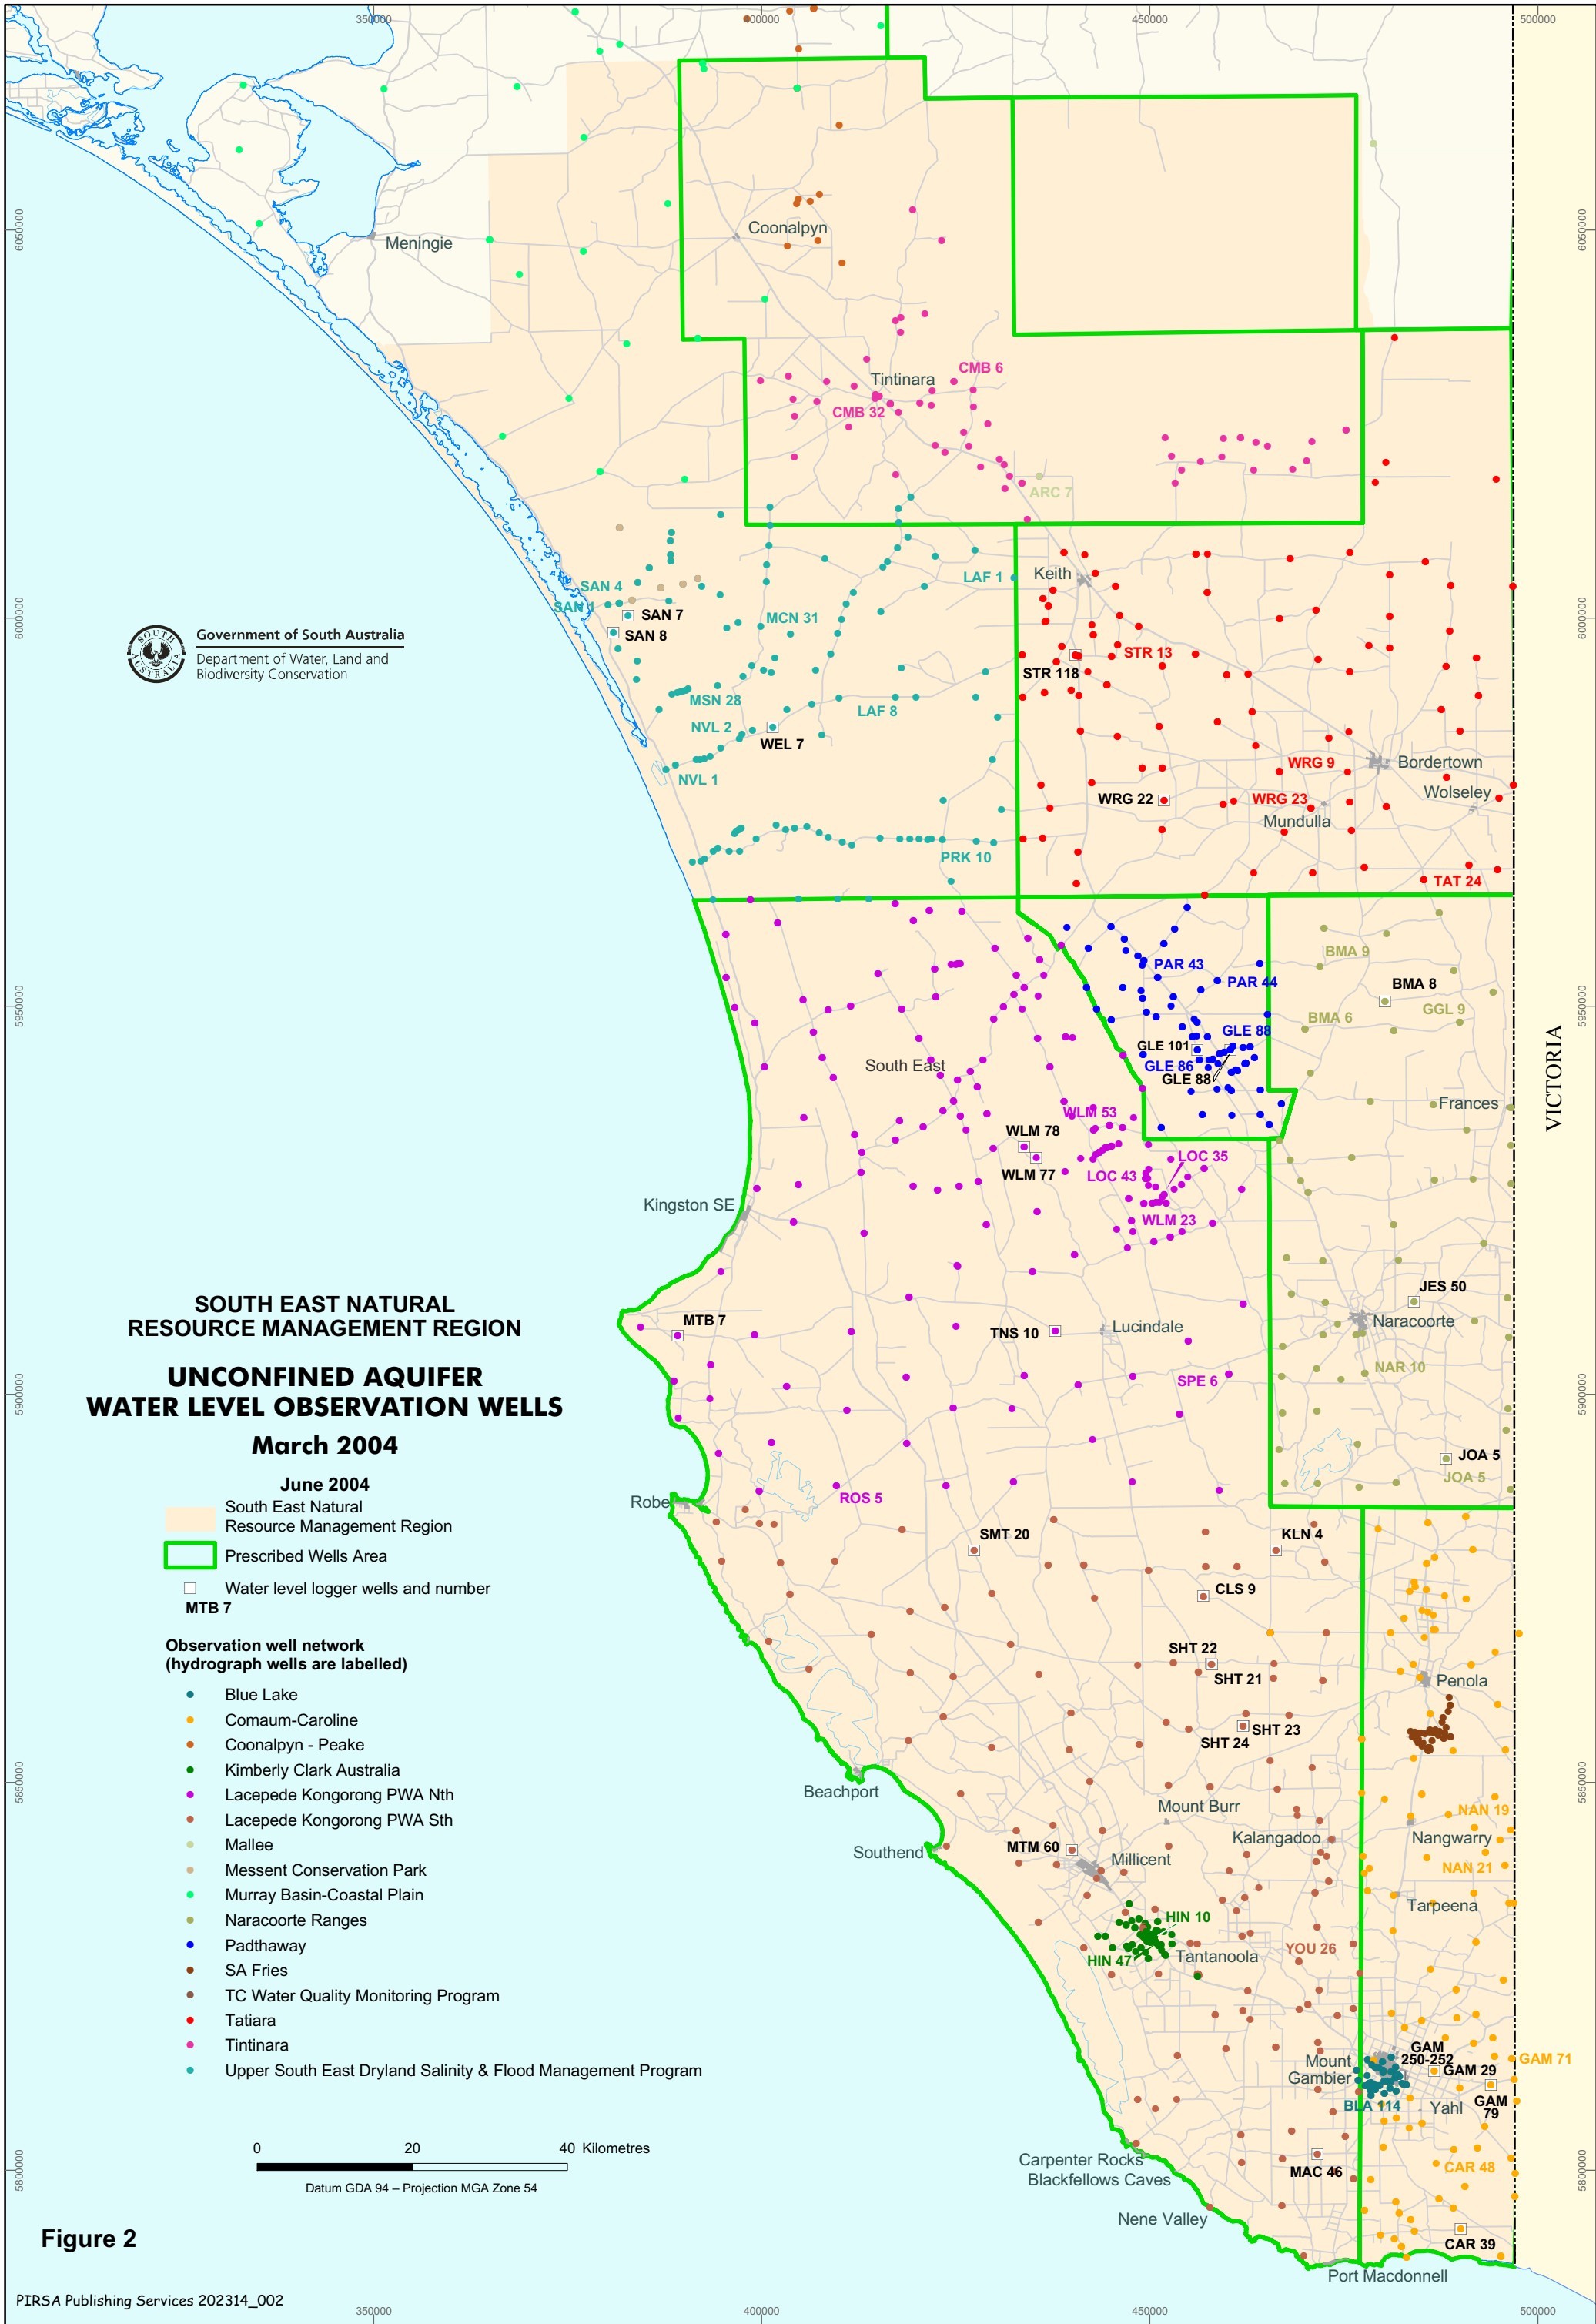 350000
400000
450000
500000
6050000
6050000
Meningie
Coonalpyn
CMB 6
Tintinara
CMB 32
ARC 7
SAN 4
SAN 1
SAN 7
SAN 8
MCN 31
LAF 1
Keith
6000000
6000000
SOUTH
AUSTRALIA
Government of South Australia
Department of Water, Land and
Biodiversity Conservation
STR 13
STR 118
MSN 28
LAF 8
NVL 2
WEL 7
NVL 1
WRG 9
Bordertown
WRG 22
WRG 23
Wolseley
Mundulla
PRK 10
TAT 24
PAR 43
BMA 9
PAR 44
BMA 8
5950000
5950000
BMA 6
GGL 9
GLE 88
GLE 101
South East
GLE 86
GLE 88
VICTORIA
WLM 53
Frances
WLM 78
WLM 77
LOC 35
LOC 43
Kingston SE
WLM 23
JES 50
SOUTH EAST NATURAL
RESOURCE MANAGEMENT REGION
MTB 7
TNS 10
Lucindale
Naracoorte
UNCONFINED AQUIFER
WATER LEVEL OBSERVATION WELLS
NAR 10
SPE 6
5900000
5900000
March 2004
JOA 5
JOA 5
June 2004
ROS 5
Robe
South East Natural
Resource Management Region
Prescribed Wells Area
SMT 20
KLN 4
Water level logger wells and number
MTB 7
CLS 9
Observation well network
(hydrograph wells are labelled)
SHT 22
SHT 21
Penola
Blue Lake
Comaum-Caroline
SHT 23
SHT 24
Coonalpyn - Peake
Kimberly Clark Australia
5850000
5850000
Beachport
Lacepede Kongorong PWA Nth
Mount Burr
NAN 19
Lacepede Kongorong PWA Sth
Kalangadoo
Nangwarry
Mallee
MTM 60
Southend
Millicent
NAN 21
Messent Conservation Park
Murray Basin-Coastal Plain
Tarpeena
Naracoorte Ranges
HIN 10
Padthaway
YOU 26
HIN 47
Tantanoola
SA Fries
TC Water Quality Monitoring Program
Tatiara
Tintinara
GAM
250-252
GAM 71
Mount
Gambier
GAM 29
Upper South East Dryland Salinity & Flood Management Program
BLA 114
GAM
79
Yahl
0 20 40 Kilometres
Carpenter Rocks
Blackfellows Caves
MAC 46
CAR 48
5800000
5800000
Datum GDA 94 – Projection MGA Zone 54
Nene Valley
Figure 2
CAR 39
Port Macdonnell
PIRSA Publishing Services 202314_002
350000
400000
450000
500000